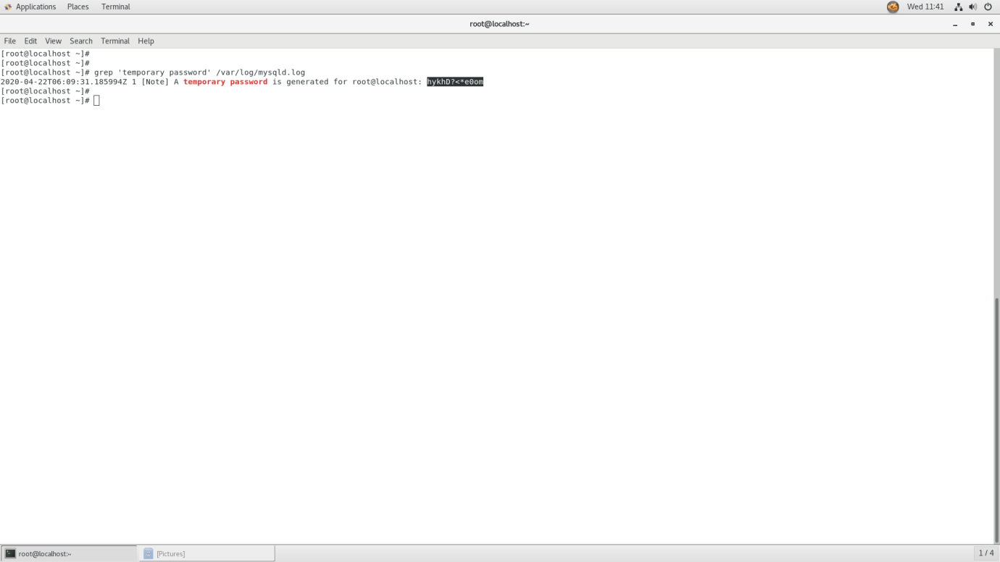 Applications Places Terminal Wed 11:41
root@localhost:~
File Edit View Search Terminal Help
[root@localhost ~]#
[root@localhost ~]#
[root@localhost ~]# grep 'temporary password' /var/log/mysqld.log
2020-04-22T06:09:31.185994Z 1 [Note] A temporary password is generated for root@localhost: hykhD?<*e0om
[root@localhost ~]#
[root@localhost ~]#
root@localhost:~ [Pictures] 1 / 4